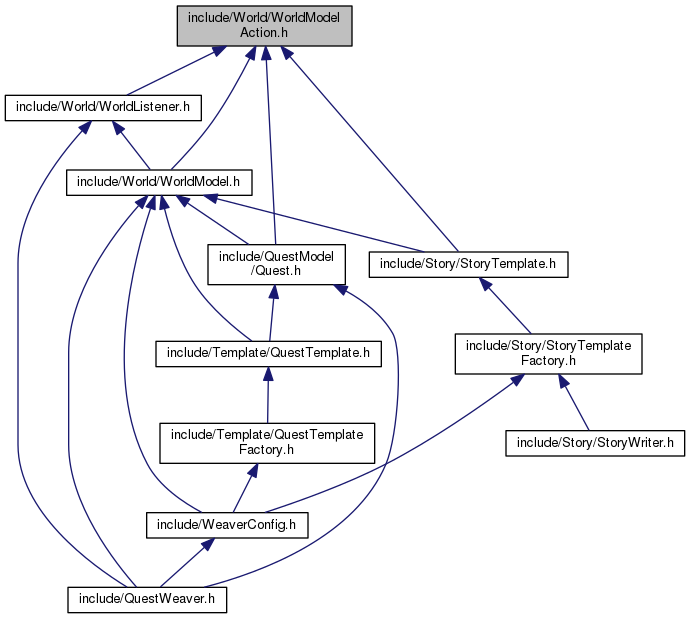 include/World/WorldModel
Action.h
include/World/WorldListener.h
include/World/WorldModel.h
include/QuestModel
/Quest.h
include/Story/StoryTemplate.h
include/Template/QuestTemplate.h
include/Story/StoryTemplate
Factory.h
include/Template/QuestTemplate
Factory.h
include/Story/StoryWriter.h
include/WeaverConfig.h
include/QuestWeaver.h